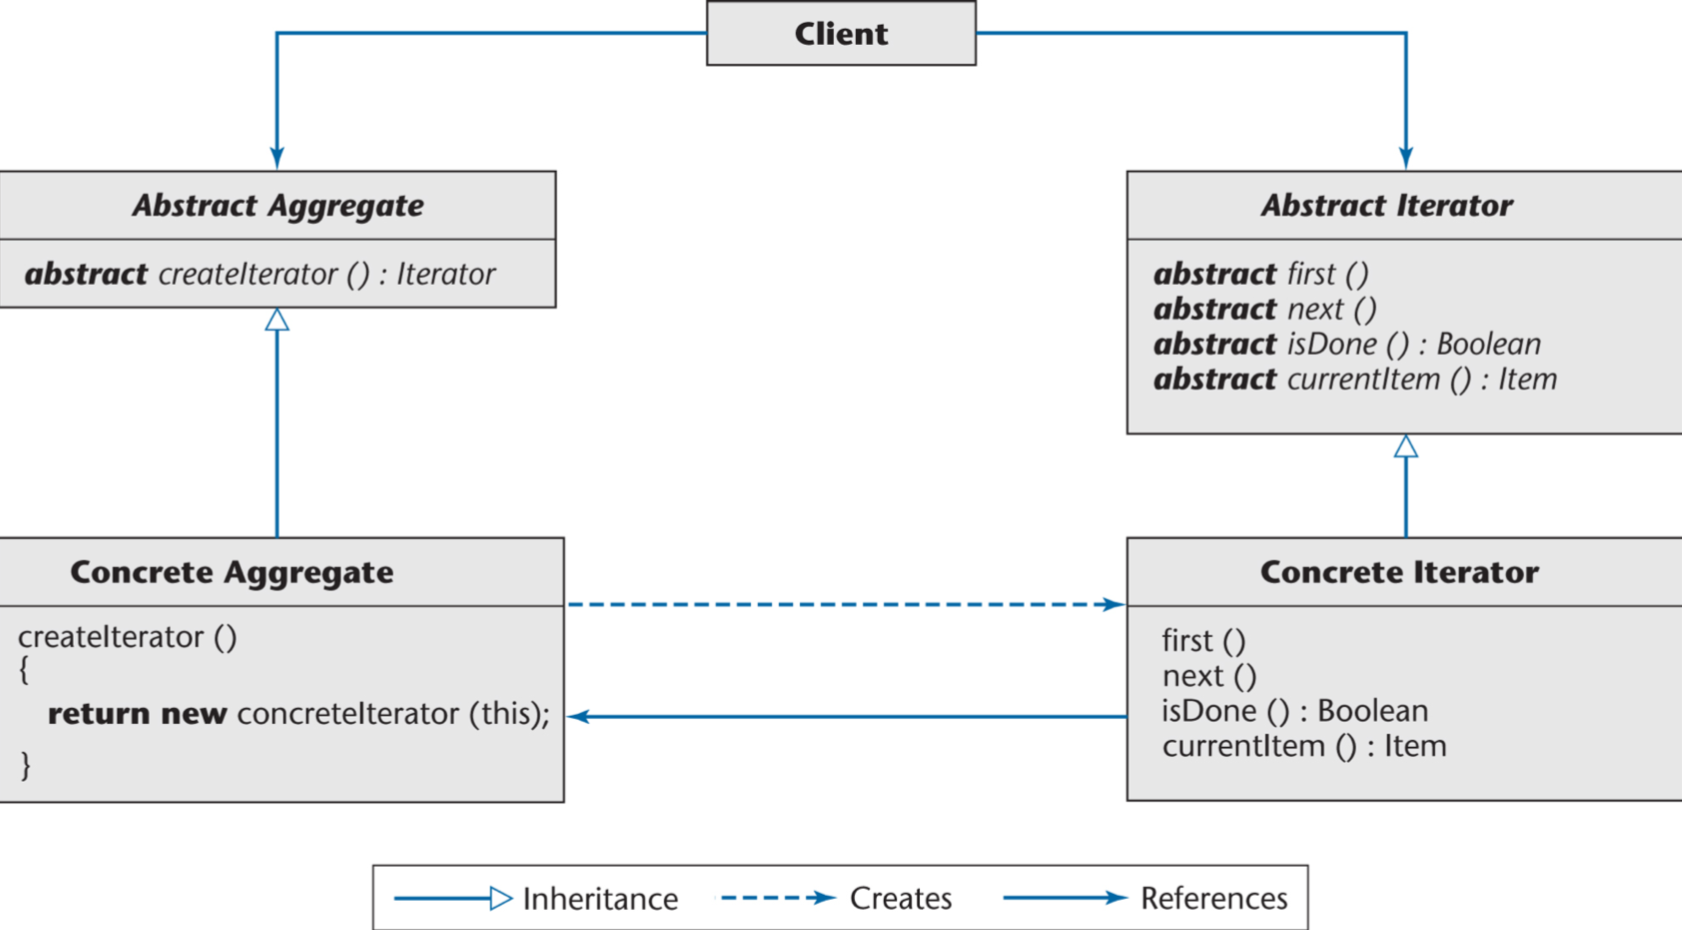 Client
Abstract Aggregate
abstract createIterator () : Iterator
Abstract Iterator
abstract first ()
abstract next ()
abstract isDone () : Boolean
abstract currentItem () : Item
Concrete Aggregate
createIterator ()
{
return new concreteIterator (this);
}
Concrete Iterator
first ()
next ()
isDone () : Boolean
currentItem () : Item
Inheritance
Creates
References